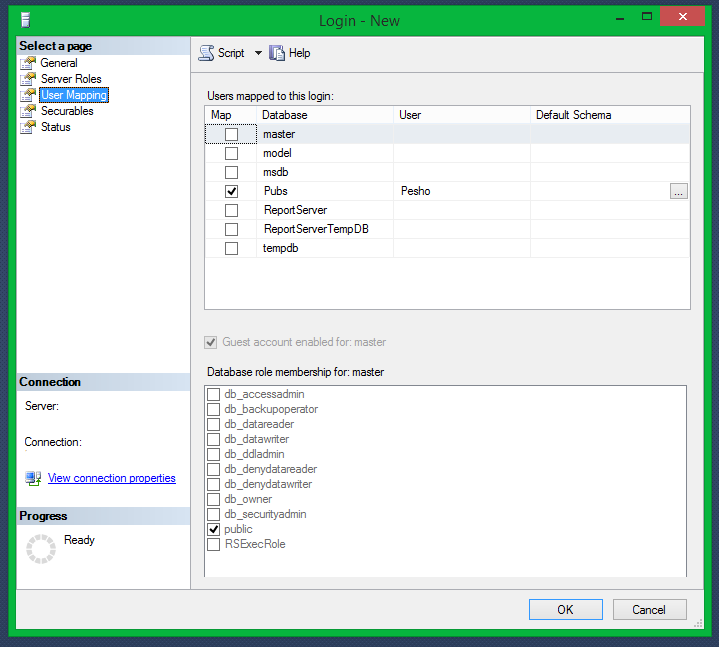 Login - New
Select a page
General
Server Roles
User Mapping
Securables
Status
Script Help
Users mapped to this login:
Map Database User Default Schema
master
model
msdb
Pubs Pesho ...
ReportServer
ReportServerTempDB
tempdb
Guest account enabled for: master
Database role membership for: master
db_accessadmin
db_backupoperator
db_datareader
db_datawriter
db_ddladmin
db_denydatareader
db_denydatawriter
db_owner
db_securityadmin
public
RSExecRole
Connection
Server:
Connection:
View connection properties
Progress
Ready
OK Cancel